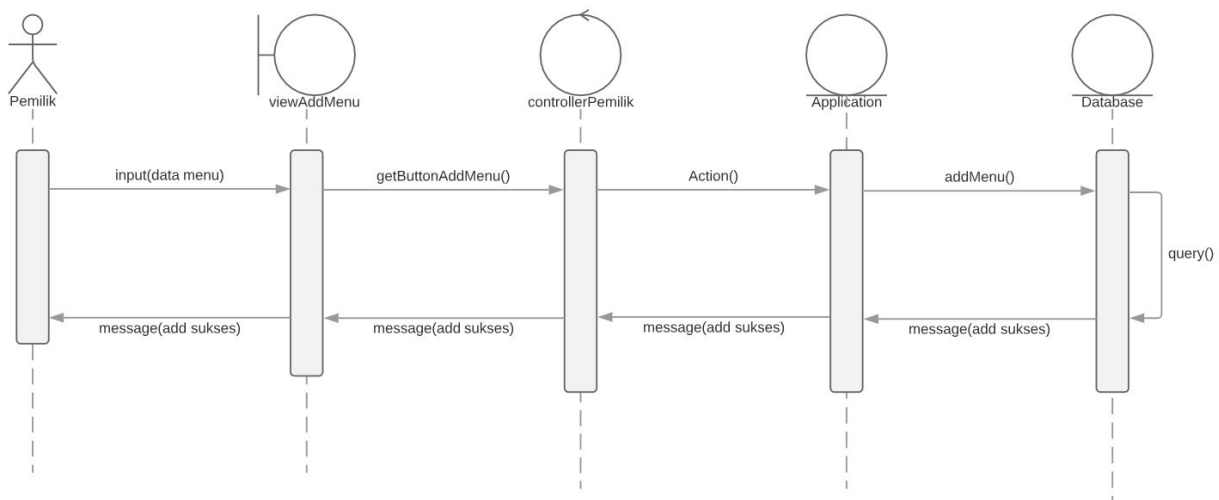 Pemilik
viewAddMenu
controllerPemilik
Application
Database
input(data menu)
getButtonAddMenu()
Action()
addMenu()
query()
message(add sukses)
message(add sukses)
message(add sukses)
message(add sukses)